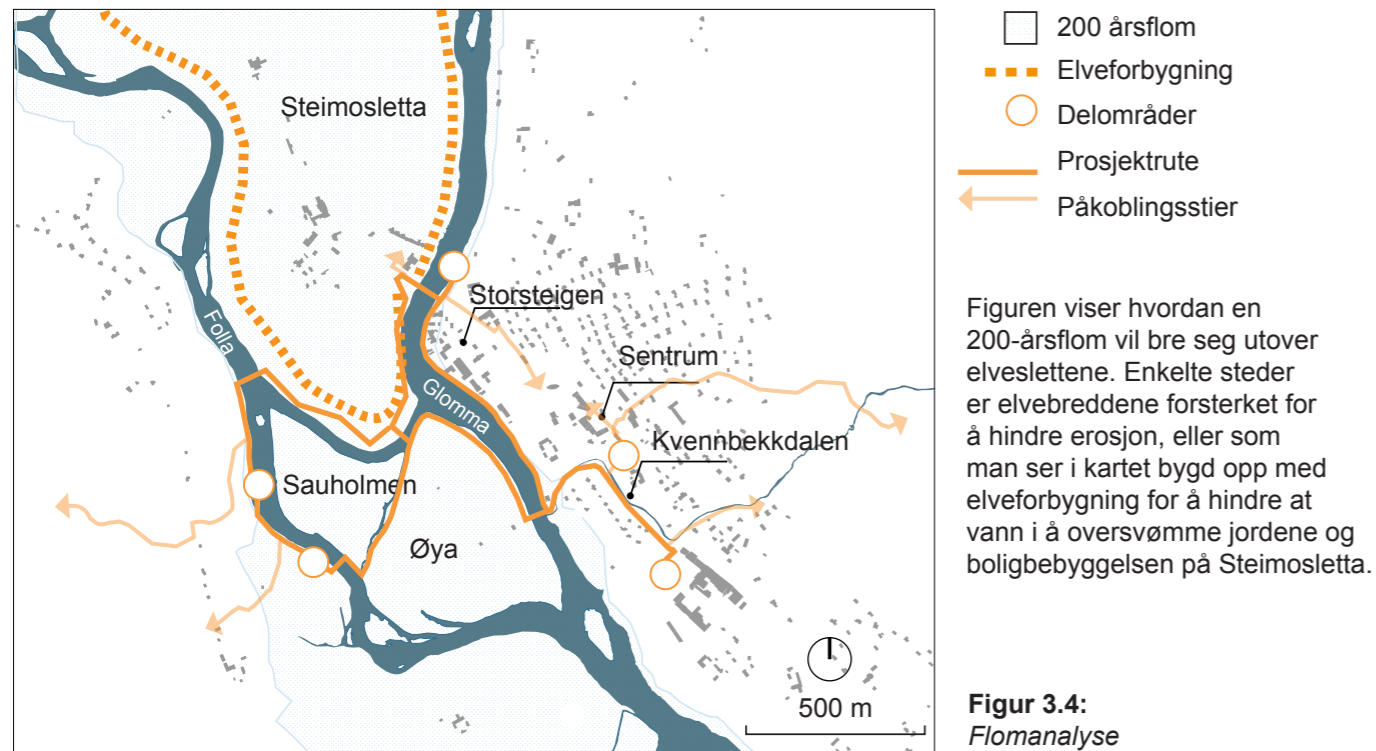 Steimosletta
Folla
Storsteigen
Sentrum
Glomma
Kvennbekkdalen
Sauholmen
Øya
500 m
200 årsflom
Elveforbygning
Delområder
Prosjektrute
Påkoblingsstier
Figuren viser hvordan en
200-årsflom vil bre seg utover
elveslettene. Enkelte steder
er elvebreddene forsterket for
å hindre erosjon, eller som
man ser i kartet bygd opp med
elveforbygning for å hindre at
vann i å oversvømme jordene og
boligbebyggelsen på Steimosletta.
Figur 3.4:
Flomanalyse